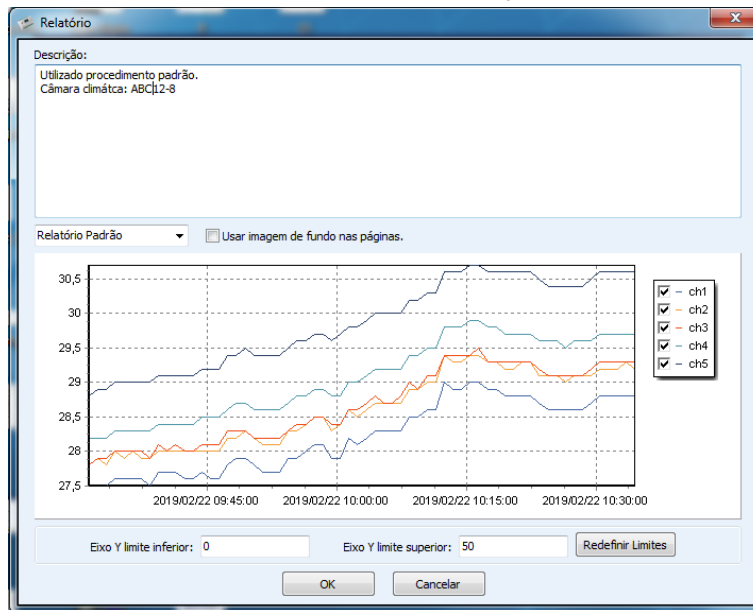 Relatório
Descrição:
Utilizado procedimento padrão.
Câmara climátca: ABC12-8
Relatório Padrão
Usar imagem de fundo nas páginas.
30,5
30
29,5
29
28,5
28
27,5
2019/02/22 09:45:00 2019/02/22 10:00:00 2019/02/22 10:15:00 2019/02/22 10:30:00
ch1
ch2
ch3
ch4
ch5
Eixo Y limite inferior: 0 Eixo Y limite superior: 50 Redefinir Limites
OK Cancelar